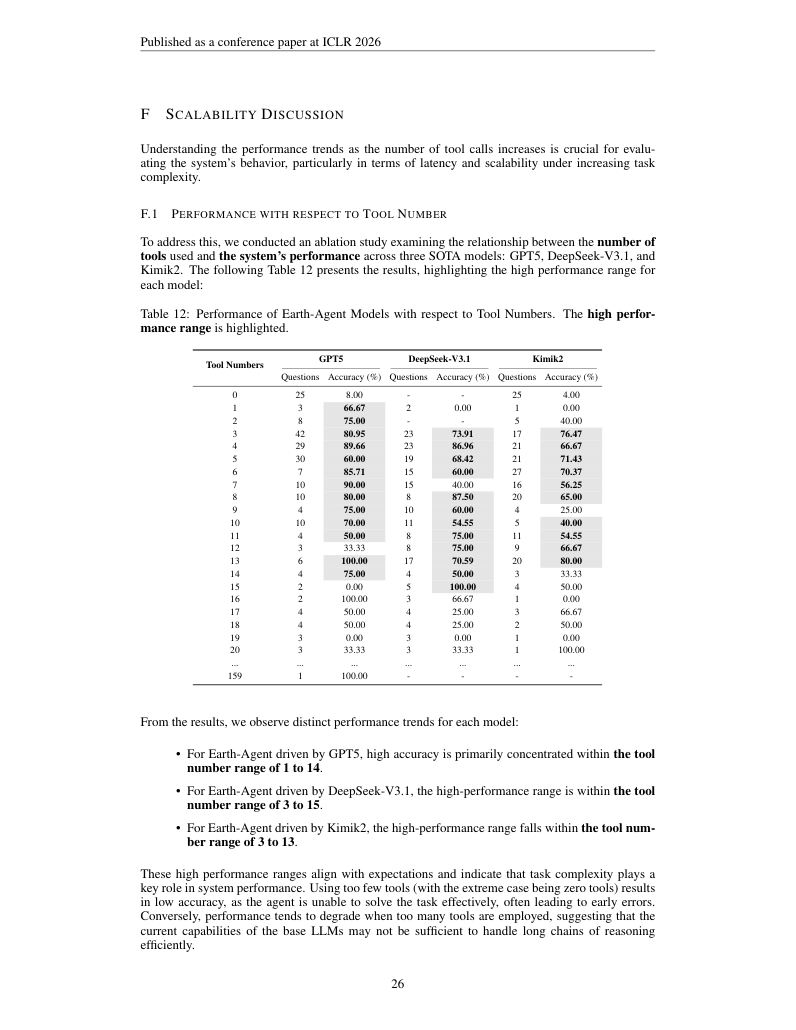 Published as a conference paper at ICLR 2026
F SCALABILITY DISCUSSION
Understanding the performance trends as the number of tool calls increases is crucial for evalu-
ating the system's behavior, particularly in terms of latency and scalability under increasing task
complexity.
F.1 PERFORMANCE WITH RESPECT TO TOOL NUMBER
To address this, we conducted an ablation study examining the relationship between the number of
tools used and the system's performance across three SOTA models: GPT5, DeepSeek-V3.1, and
Kimik2. The following Table 12 presents the results, highlighting the high performance range for
each model:
Table 12: Performance of Earth-Agent Models with respect to Tool Numbers. The high perfor-
mance range is highlighted.
Tool Numbers GPT5 DeepSeek-V3.1 Kimik2
Questions Accuracy (%) Questions Accuracy (%) Questions Accuracy (%)
0 25 8.00 - - 25 4.00
1 3 66.67 2 0.00 1 0.00
2 8 75.00 - - 5 40.00
3 42 80.95 23 73.91 17 76.47
4 29 89.66 23 86.96 21 66.67
5 30 60.00 19 68.42 21 71.43
6 7 85.71 15 60.00 27 70.37
7 10 90.00 15 40.00 16 56.25
8 10 80.00 8 87.50 20 65.00
9 4 75.00 10 60.00 4 25.00
10 10 70.00 11 54.55 5 40.00
11 4 50.00 8 75.00 11 54.55
12 3 33.33 8 75.00 9 66.67
13 6 100.00 17 70.59 20 80.00
14 4 75.00 4 50.00 3 33.33
15 2 0.00 5 100.00 4 50.00
16 2 100.00 3 66.67 1 0.00
17 4 50.00 4 25.00 3 66.67
18 4 50.00 4 25.00 2 50.00
19 3 0.00 3 0.00 1 0.00
20 3 33.33 3 33.33 1 100.00
... ... ... ... ... ... ...
159 1 100.00 - - - -
From the results, we observe distinct performance trends for each model:
• For Earth-Agent driven by GPT5, high accuracy is primarily concentrated within the tool
number range of 1 to 14.
• For Earth-Agent driven by DeepSeek-V3.1, the high-performance range is within the tool
number range of 3 to 15.
• For Earth-Agent driven by Kimik2, the high-performance range falls within the tool num-
ber range of 3 to 13.
These high performance ranges align with expectations and indicate that task complexity plays a
key role in system performance. Using too few tools (with the extreme case being zero tools) results
in low accuracy, as the agent is unable to solve the task effectively, often leading to early errors.
Conversely, performance tends to degrade when too many tools are employed, suggesting that the
current capabilities of the base LLMs may not be sufficient to handle long chains of reasoning
efficiently.
26